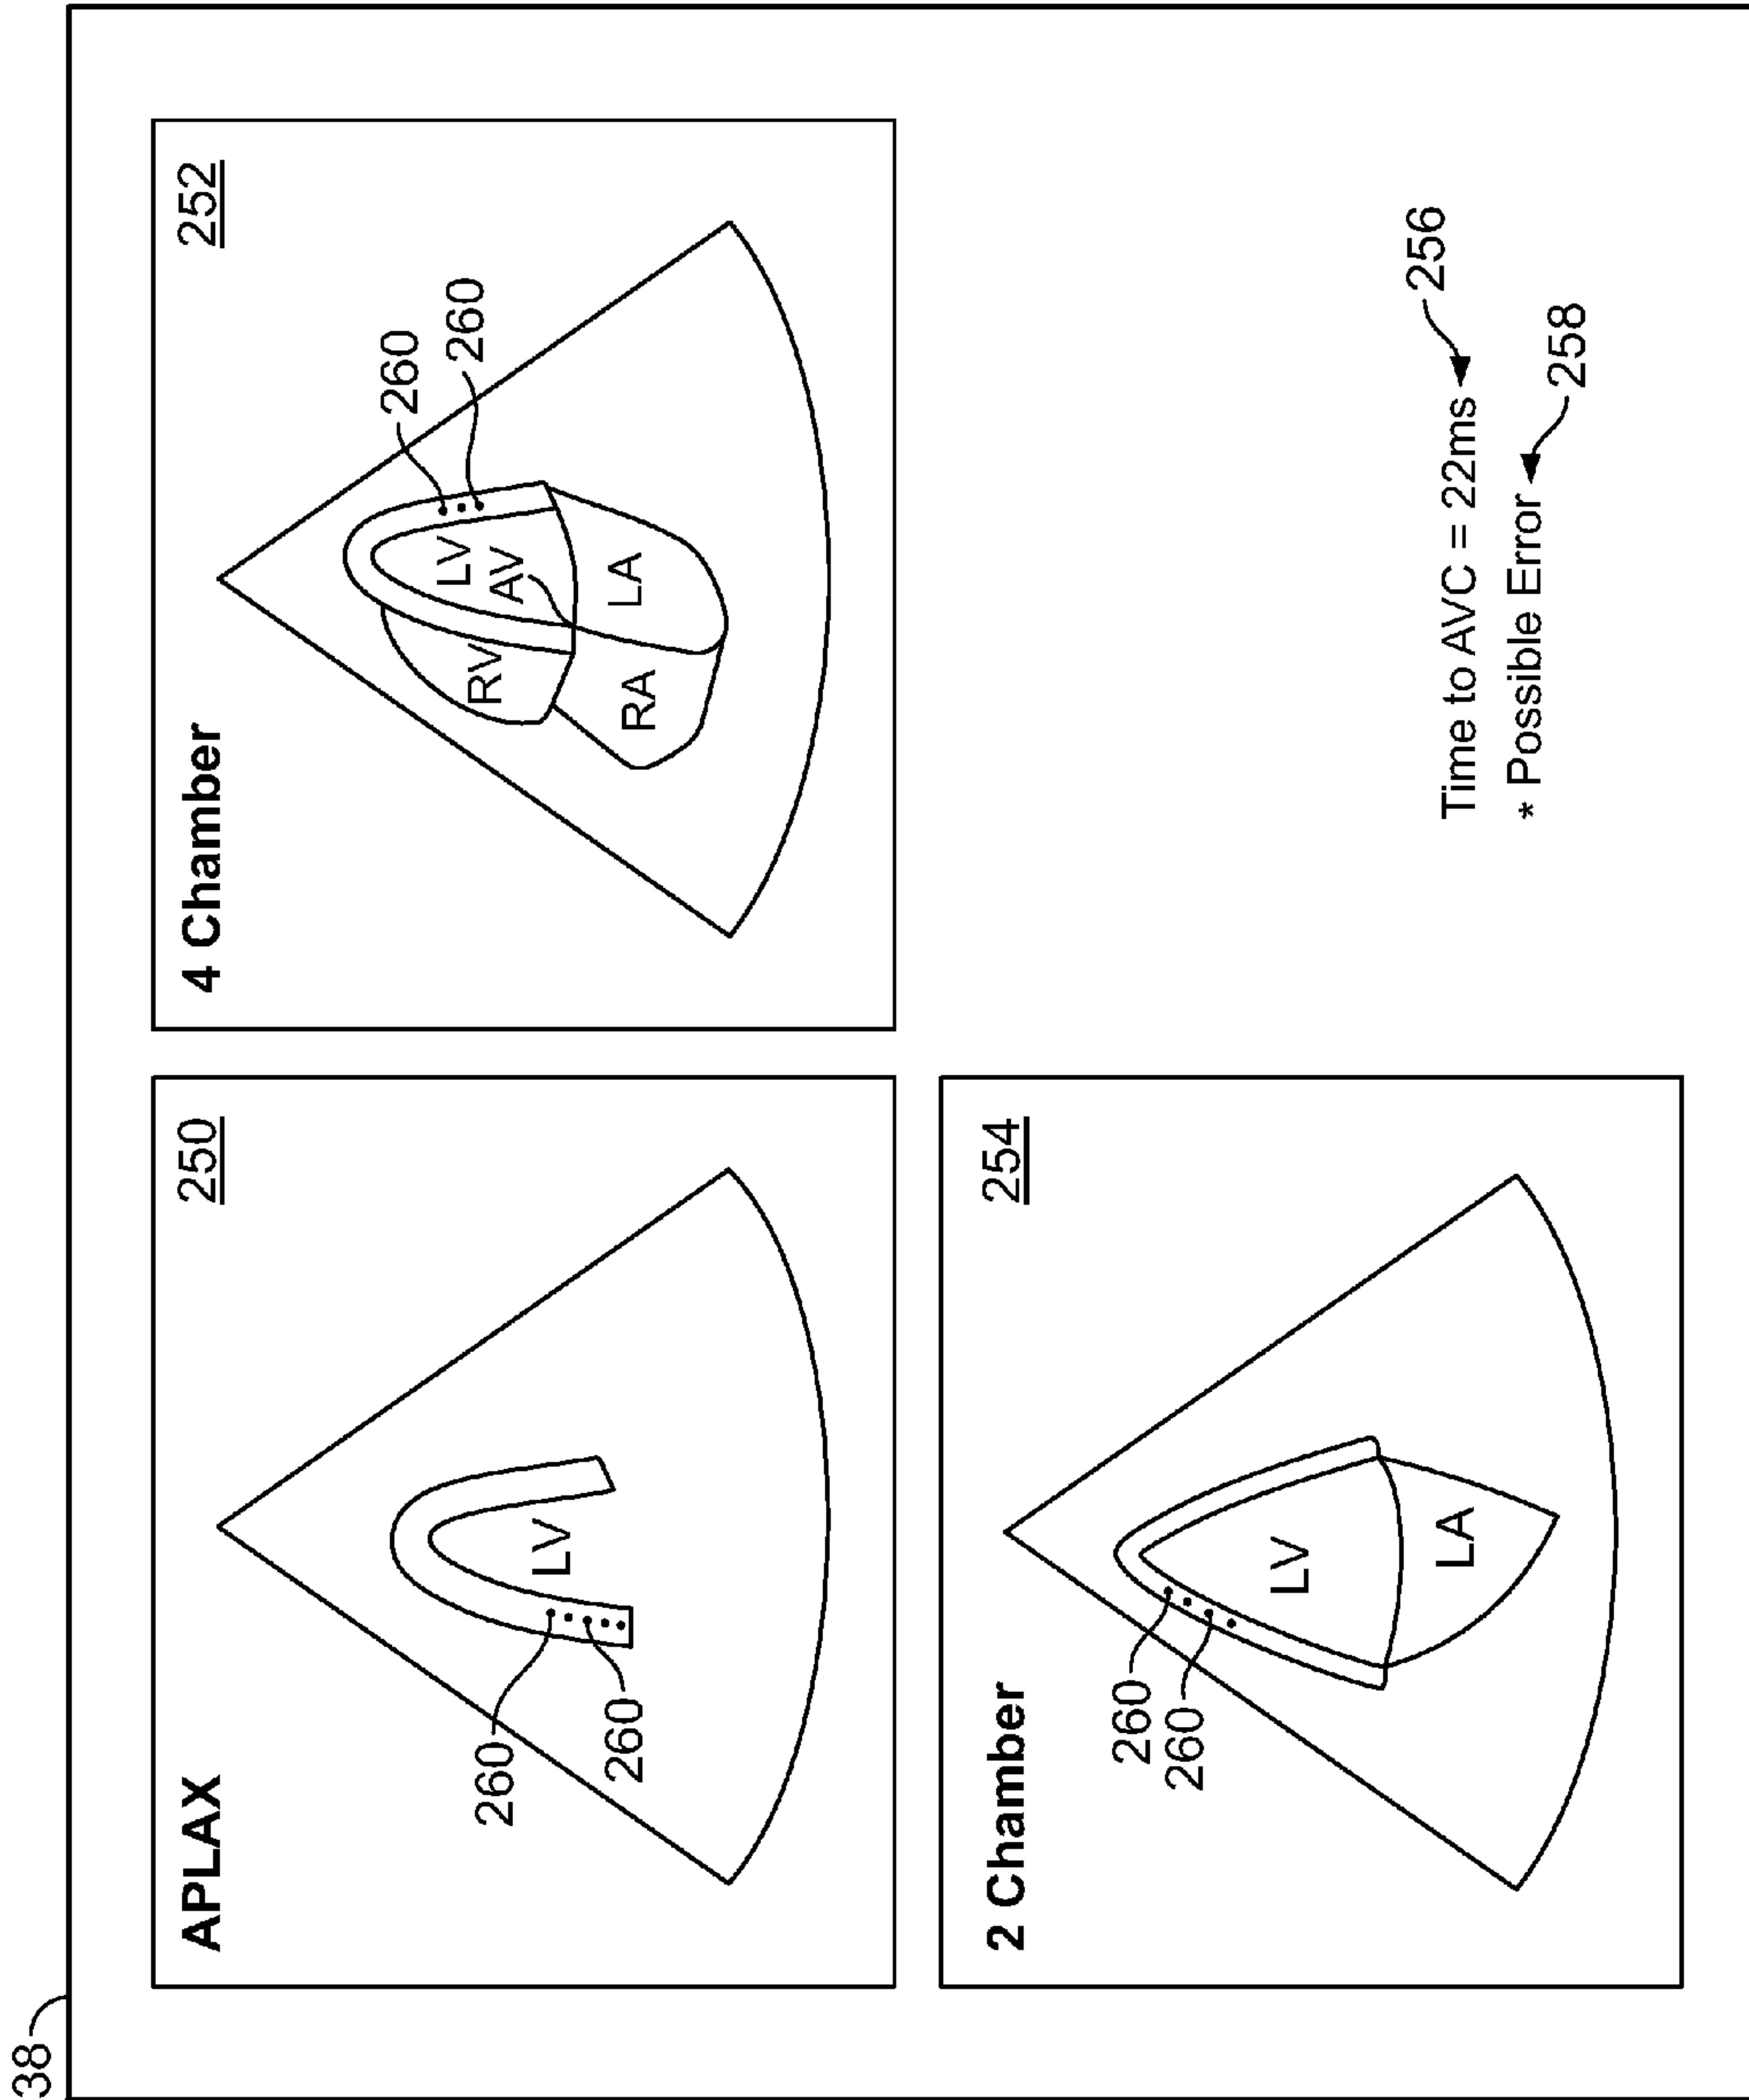 38
APLAX
250
LV
260
260
4 Chamber
252
260
260
LV
RV
AV
LA
RA
2 Chamber
254
260
260
LV
LA
256
Time to AVC = 22ms
* Possible Error
258